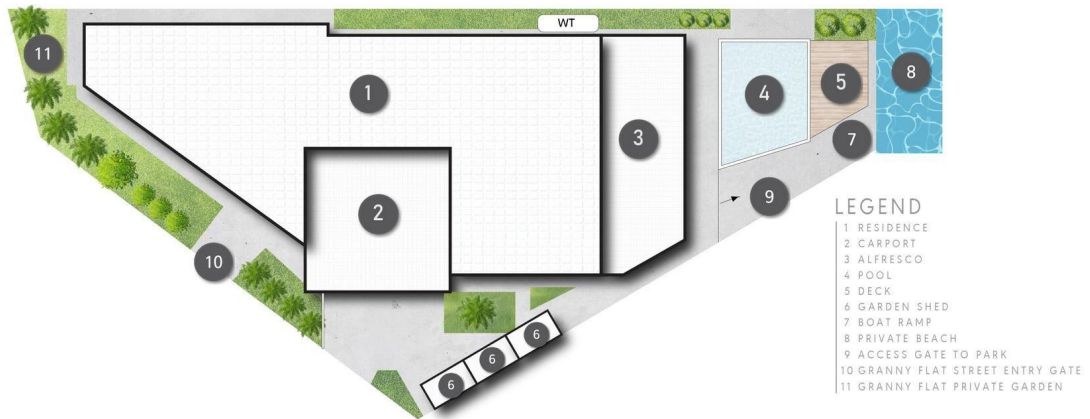 WT
11
1
2
3
4
5
8
7
9
10
6
6
6
LEGEND
1 RESIDENCE
2 CARPORT
3 ALFRESCO
4 POOL
5 DECK
6 GARDEN SHED
7 BOAT RAMP
8 PRIVATE BEACH
9 ACCESS GATE TO PARK
10 GRANNY FLAT STREET ENTRY GATE
11 GRANNY FLAT PRIVATE GARDEN